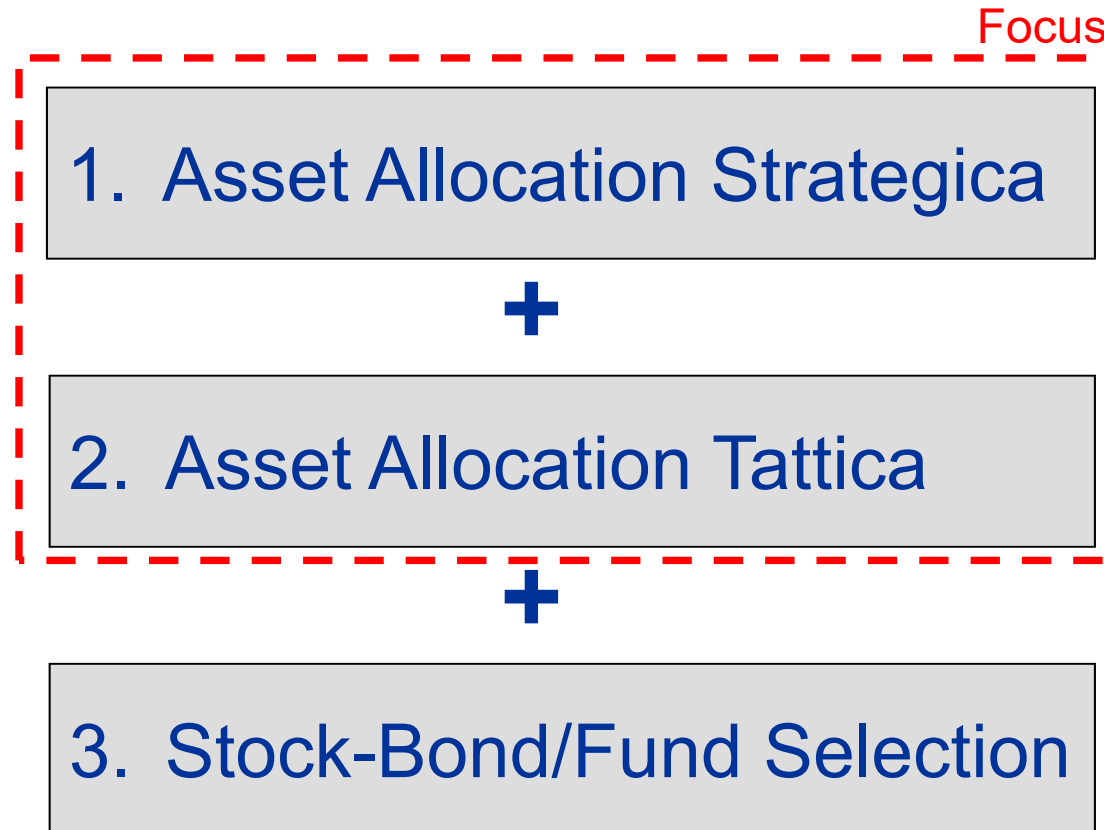 Focus
1. Asset Allocation Strategica
+
2. Asset Allocation Tattica
+
3. Stock-Bond/Fund Selection